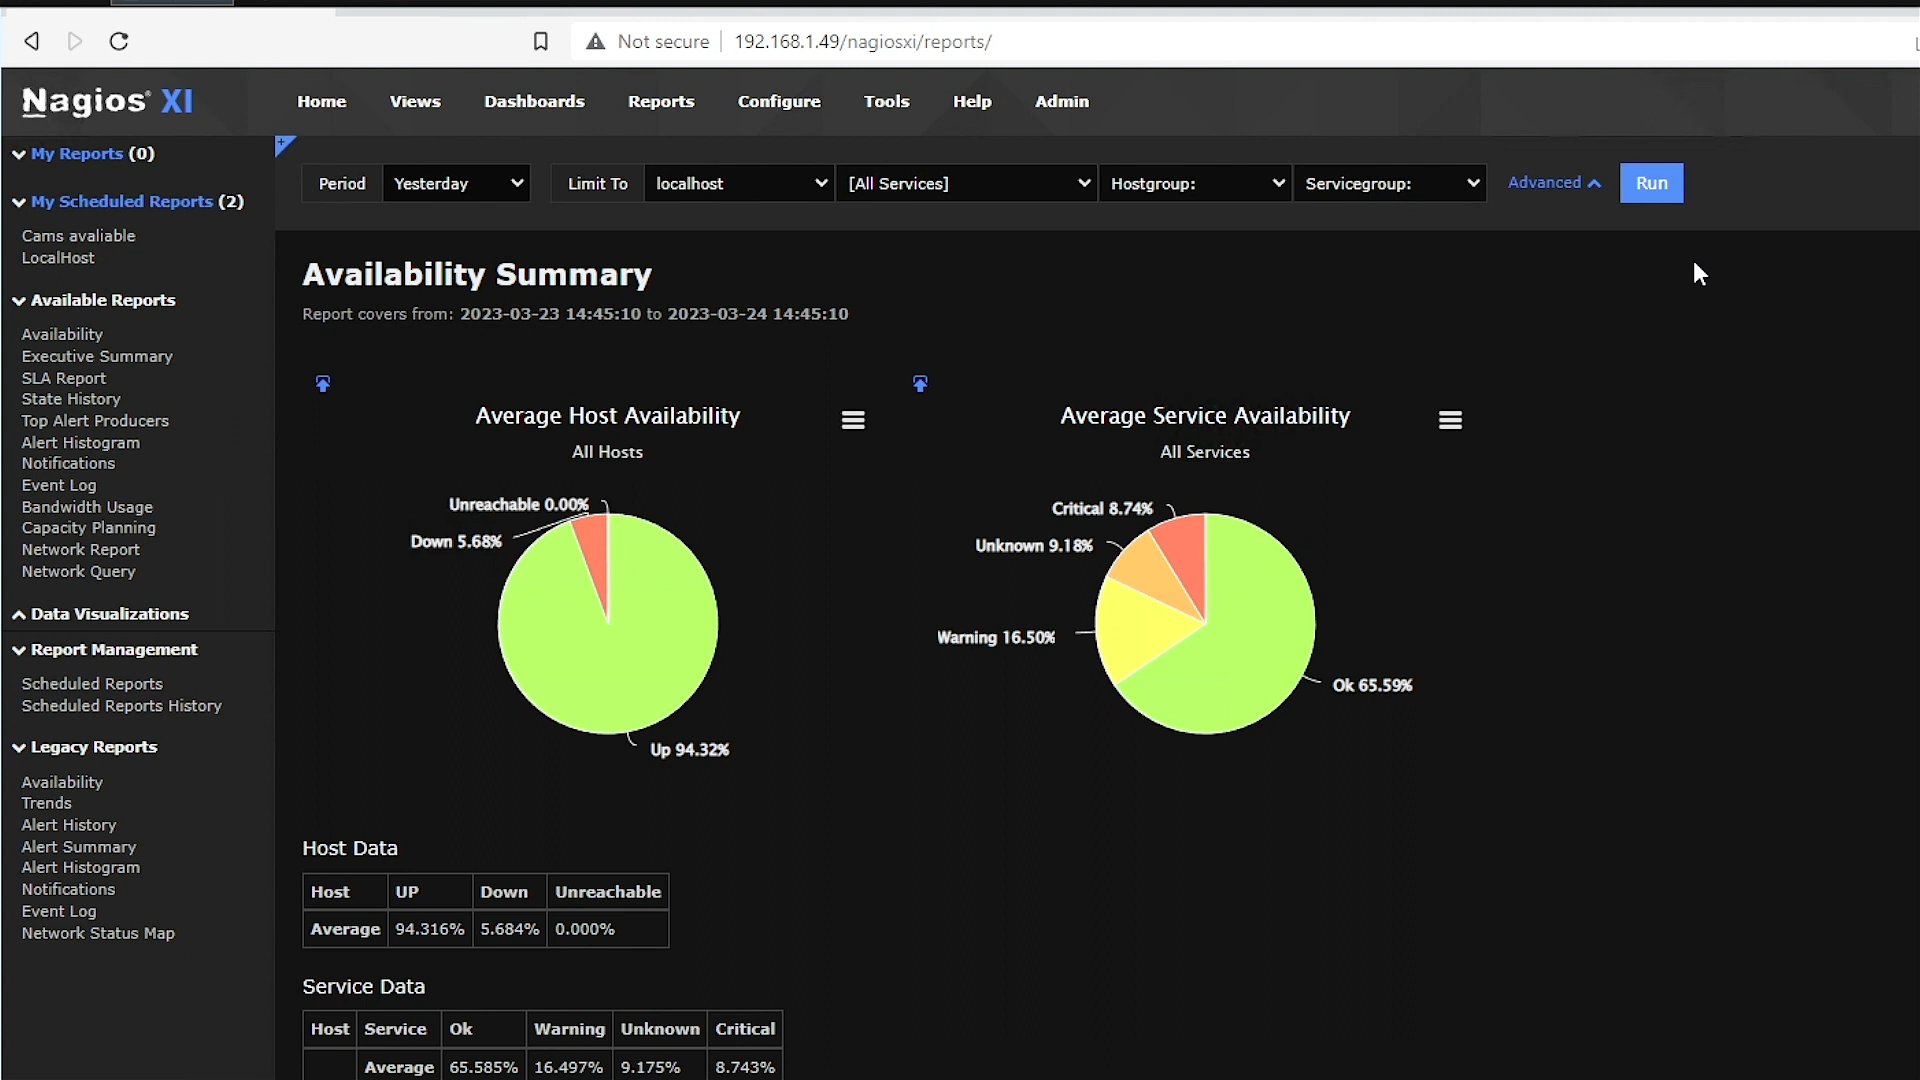 Not secure 192.168.1.49/nagiosxi/reports/
Nagios® XI
Home Views Dashboards Reports Configure Tools Help Admin
My Reports (0)
My Scheduled Reports (2)
Cams avaliable
LocalHost
Available Reports
Availability
Executive Summary
SLA Report
State History
Top Alert Producers
Alert Histogram
Notifications
Event Log
Bandwidth Usage
Capacity Planning
Network Report
Network Query
Data Visualizations
Report Management
Scheduled Reports
Scheduled Reports History
Legacy Reports
Availability
Trends
Alert History
Alert Summary
Alert Histogram
Notifications
Event Log
Network Status Map
Period Yesterday Limit To localhost [All Services] Hostgroup: Servicegroup: Advanced Run
Availability Summary
Report covers from: 2023-03-23 14:45:10 to 2023-03-24 14:45:10
Average Host Availability
All Hosts
Unreachable 0.00%
Down 5.68%
Up 94.32%
Average Service Availability
All Services
Critical 8.74%
Unknown 9.18%
Warning 16.50%
Ok 65.59%
Host Data
Host UP Down Unreachable
Average 94.316% 5.684% 0.000%
Service Data
Host Service Ok Warning Unknown Critical
Average 65.585% 16.497% 9.175% 8.743%